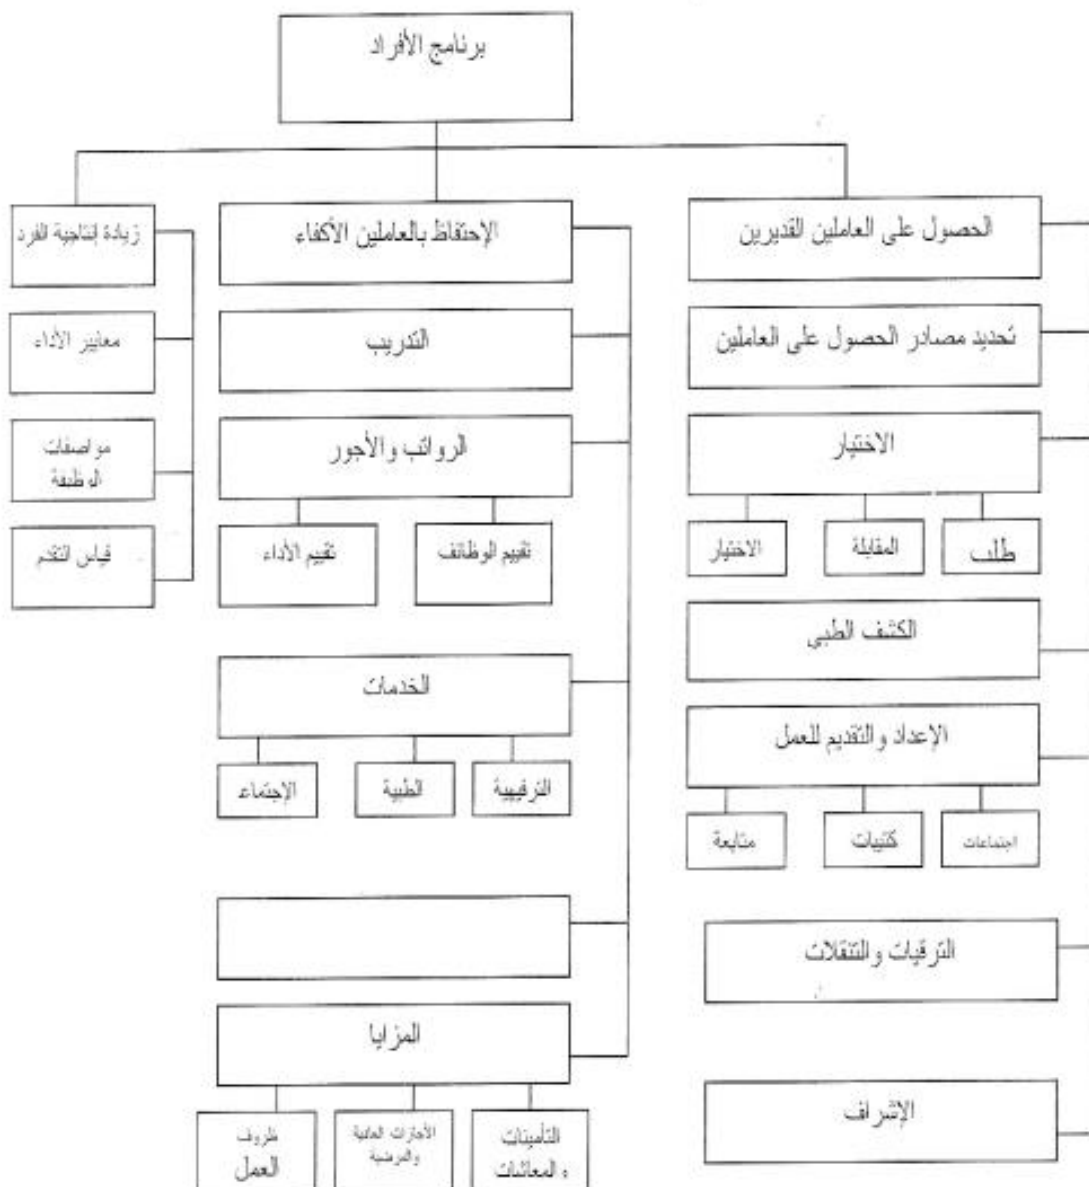 برنامج الأفراد
الحصول على العاملين القديرين
الإحتفاظ بالعاملين الأكفاء
زيادة إنتاجية الفرد
تحديد مصادر الحصول على العاملين
التدريب
معايير الأداء
الاختيار
الرواتب والأجور
مواصفات
الوظيفة
طلب
المقابلة
الاختيار
تقييم الوظائف
تقييم الأداء
قياس التقدم
الكشف الطبي
الخدمات
الإعداد والتقديم للعمل
الترفيهية
الطبية
الإجتماء
اجتماعات
كتيبات
متابعة
الترقيات والتنقلات
المزايا
الإشراف
التأمينات
والمعاشات
الأجازات العادية
والمرضية
ظروف
العمل